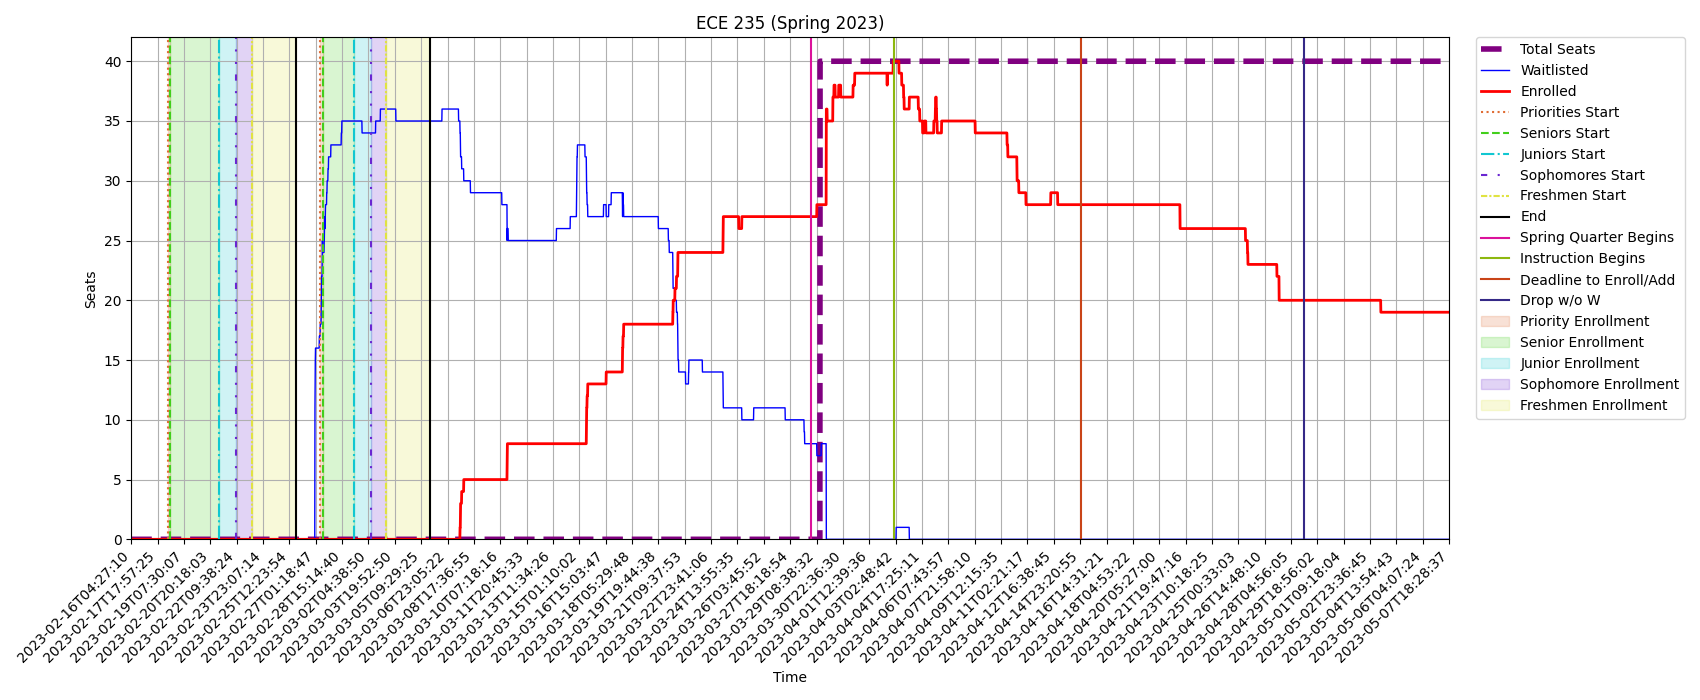 ECE 235 (Spring 2023)
Seats
40
35
30
25
20
15
10
5
0
2023-02-16T04:27:10
2023-02-17T17:57:25
2023-02-19T07:30:07
2023-02-20T20:18:03
2023-02-22T09:38:24
2023-02-23T23:07:14
2023-02-25T12:23:54
2023-02-27T01:18:47
2023-02-28T15:14:40
2023-03-02T04:38:50
2023-03-03T19:52:50
2023-03-05T09:29:25
2023-03-06T23:05:22
2023-03-08T17:36:55
2023-03-10T07:18:16
2023-03-11T20:45:33
2023-03-13T11:34:26
2023-03-15T01:10:02
2023-03-16T15:03:47
2023-03-18T05:29:48
2023-03-19T19:44:38
2023-03-21T09:37:53
2023-03-22T23:41:06
2023-03-24T13:55:35
2023-03-26T03:45:52
2023-03-27T18:18:54
2023-03-29T08:38:32
2023-03-30T22:36:30
2023-04-01T12:39:36
2023-04-03T02:48:42
2023-04-04T17:25:11
2023-04-06T07:43:57
2023-04-07T21:58:10
2023-04-09T12:15:35
2023-04-11T02:21:17
2023-04-12T16:38:45
2023-04-14T23:20:55
2023-04-16T14:31:21
2023-04-18T04:53:22
2023-04-20T05:27:00
2023-04-21T19:47:16
2023-04-23T10:18:25
2023-04-25T00:33:03
2023-04-26T14:48:10
2023-04-28T04:56:05
2023-04-29T18:56:02
2023-05-01T09:18:04
2023-05-02T23:36:45
2023-05-04T13:54:43
2023-05-06T04:07:24
2023-05-07T18:28:37
Time
Total Seats
Waitlisted
Enrolled
Priorities Start
Seniors Start
Juniors Start
Sophomores Start
Freshmen Start
End
Spring Quarter Begins
Instruction Begins
Deadline to Enroll/Add
Drop w/o W
Priority Enrollment
Senior Enrollment
Junior Enrollment
Sophomore Enrollment
Freshmen Enrollment